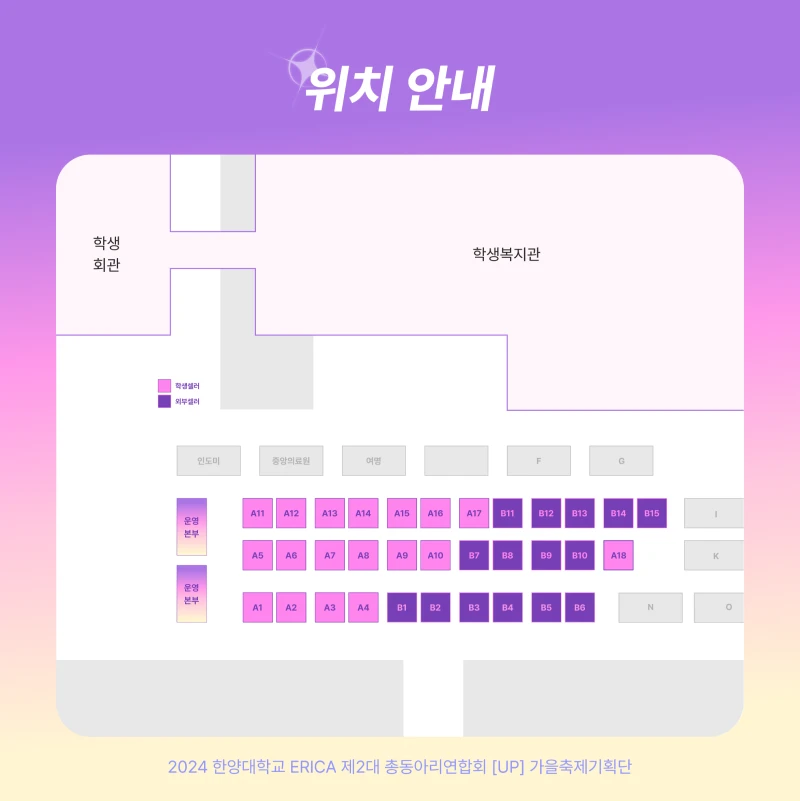 위치 안내
학생
회관
학생복지관
학생셀러
외부셀러
인도미
중앙의료원
여명
F
G
운영
본부
A11 A12 A13 A14 A15 A16 A17 B11 B12 B13 B14 B15 I
A5 A6 A7 A8 A9 A10 B7 B8 B9 B10 A18 K
운영
본부
A1 A2 A3 A4 B1 B2 B3 B4 B5 B6 N O
2024 한양대학교 ERICA 제2대 총동아리연합회 [UP] 가을축제기획단